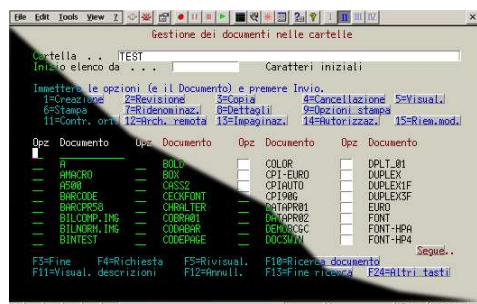 File Edit Tools View ? I II III IV
Gestione dei documenti nelle cartelle
Cartella . . TEST
Inizio elenco da . . . Caratteri iniziali
Immettere le opzioni (e il Documento) e premere Invio.
1=Creazione 2=Revisione 3=Copia 4=Cancellazione 5=Visual.
6=Stampa 7=Ridenominaz. 8=Dettagli 9=Opzioni stampa
11=Contr. ort. 12=Arch. remota 13=Impaginaz. 14=Autorizzaz. 15=Riem.mod.
Opz Documento Opz Documento Opz Documento Opz Documento
A BOLD COLOR DPLT_01
AMACRO BOX CPI-EURO DUPLEX
A500 CASS2 CPIAUTO DUPLEX1F
BARCODE CECKFONT CPI90G DUPLEX3F
BARCPR58 CHRALTER DATAPR01 EURO
BILCOMP.IMG COBRA01 DATAPR02 FONT
BILNORM.IMG CODABAR DEMOBCGC FONT-HPA
BINTEST CODEPAGE DOC3WIN FONT-HP4
Segue..
F3=Fine F4=Richiesta F5=Rivisual. F10=Ricerca documento
F11=Visual. descrizioni F12=Annull. F13=Fine ricerca F24=Altri tasti